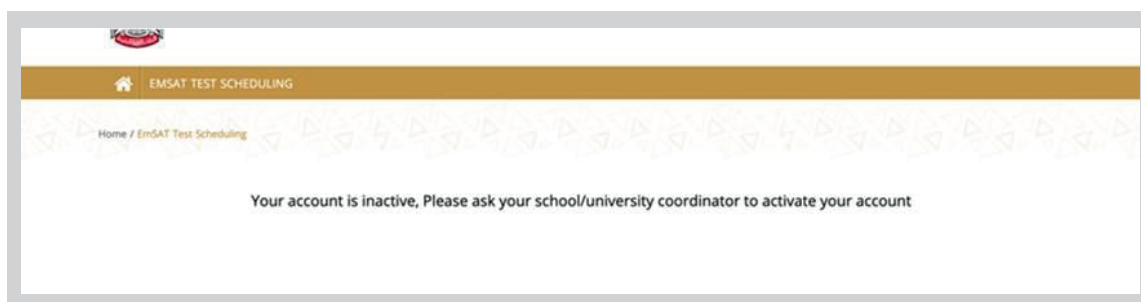 EMSAT TEST SCHEDULING
Home / EmSAT Test Scheduling
Your account is inactive, Please ask your school/university coordinator to activate your account